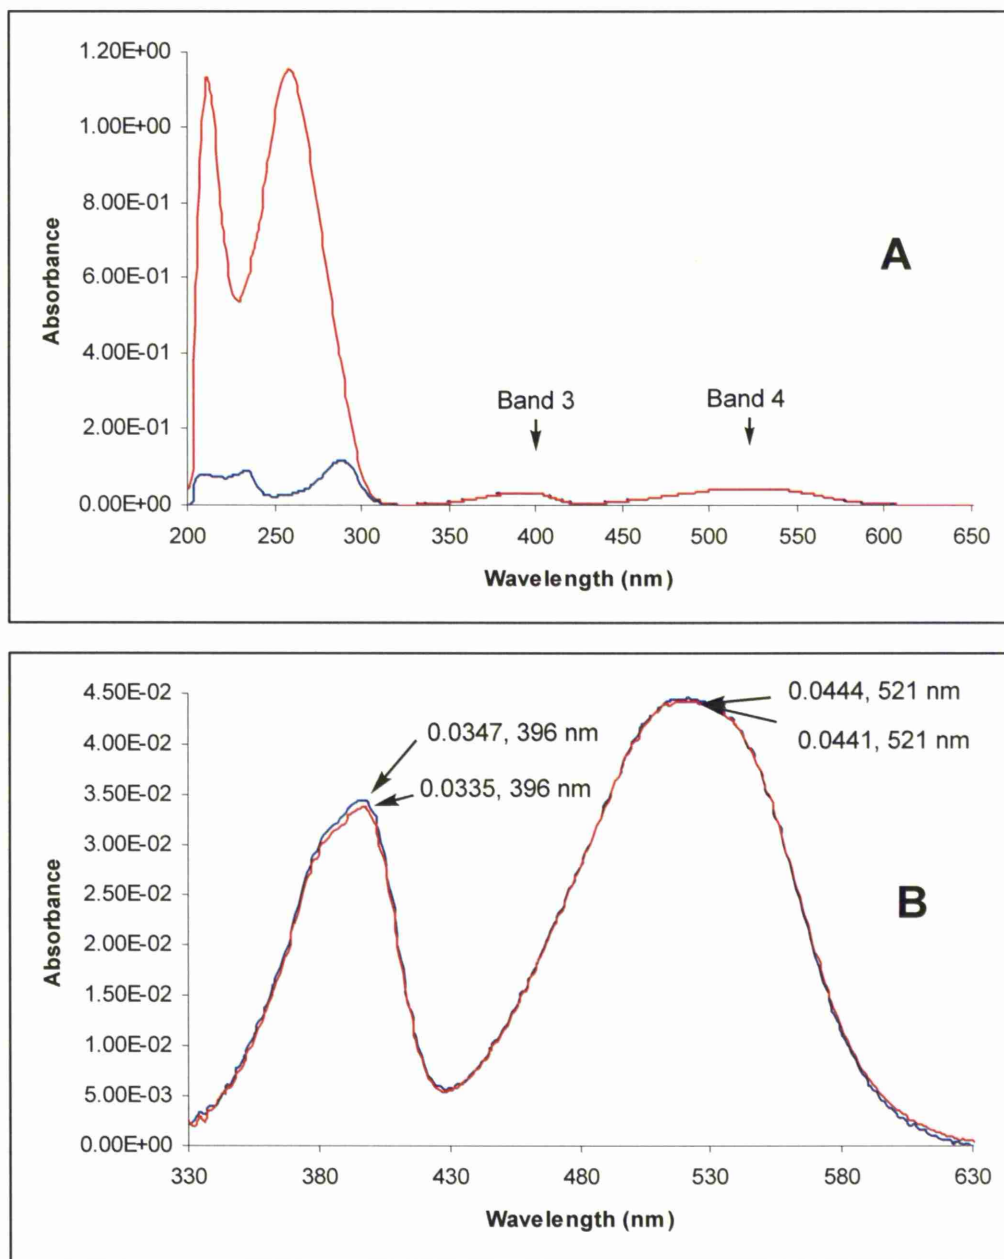 1.20E+00
1.00E+00
8.00E-01
6.00E-01
4.00E-01
2.00E-01
0.00E+00
Absorbance
A
Band 3
Band 4
200 250 300 350 400 450 500 550 600 650
Wavelength (nm)
4.50E-02
4.00E-02
3.50E-02
3.00E-02
2.50E-02
2.00E-02
1.50E-02
1.00E-02
5.00E-03
0.00E+00
Absorbance
0.0347, 396 nm
0.0335, 396 nm
0.0444, 521 nm
0.0441, 521 nm
B
330 380 430 480 530 580 630
Wavelength (nm)